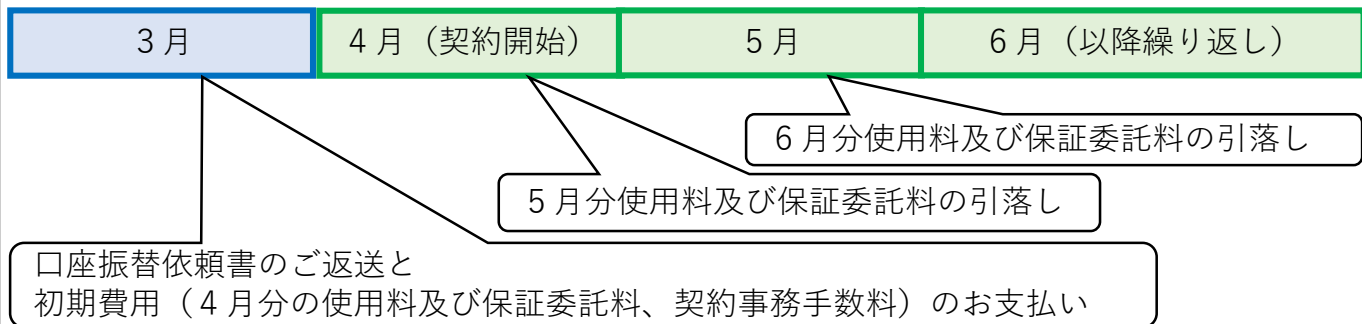 3月
4月（契約開始）
5月
6月（以降繰り返し）
6月分使用料及び保証委託料の引落し
5月分使用料及び保証委託料の引落し
口座振替依頼書のご返送と
初期費用（4月分の使用料及び保証委託料、契約事務手数料）のお支払い